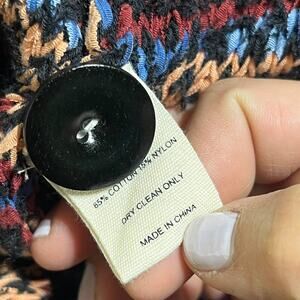 85% COTTON 15% NYLON
DRY CLEAN ONLY
MADE IN CHINA